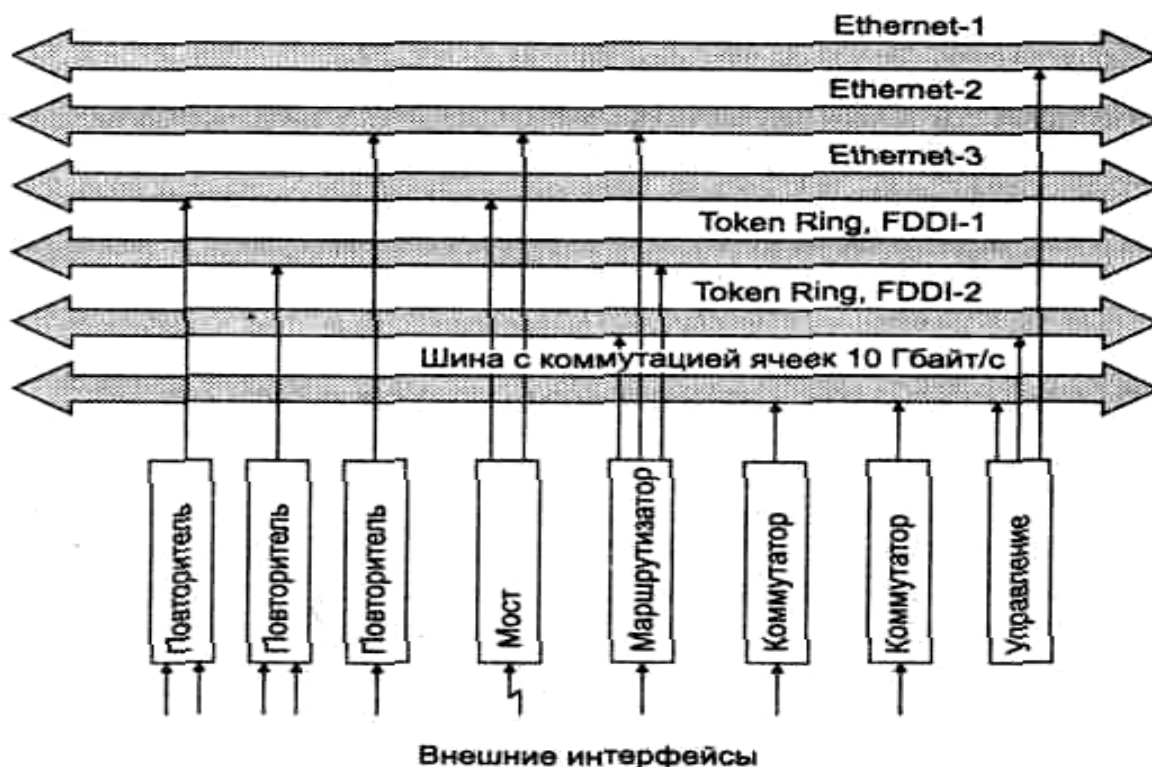 Ethernet-1
Ethernet-2
Ethernet-3
Token Ring, FDDI-1
Token Ring, FDDI-2
Шина с коммутацией ячеек 10 Гбайт/с
Повторитель
Повторитель
Повторитель
Мост
Маршрутизатор
Коммутатор
Коммутатор
Управление
Внешние интерфейсы